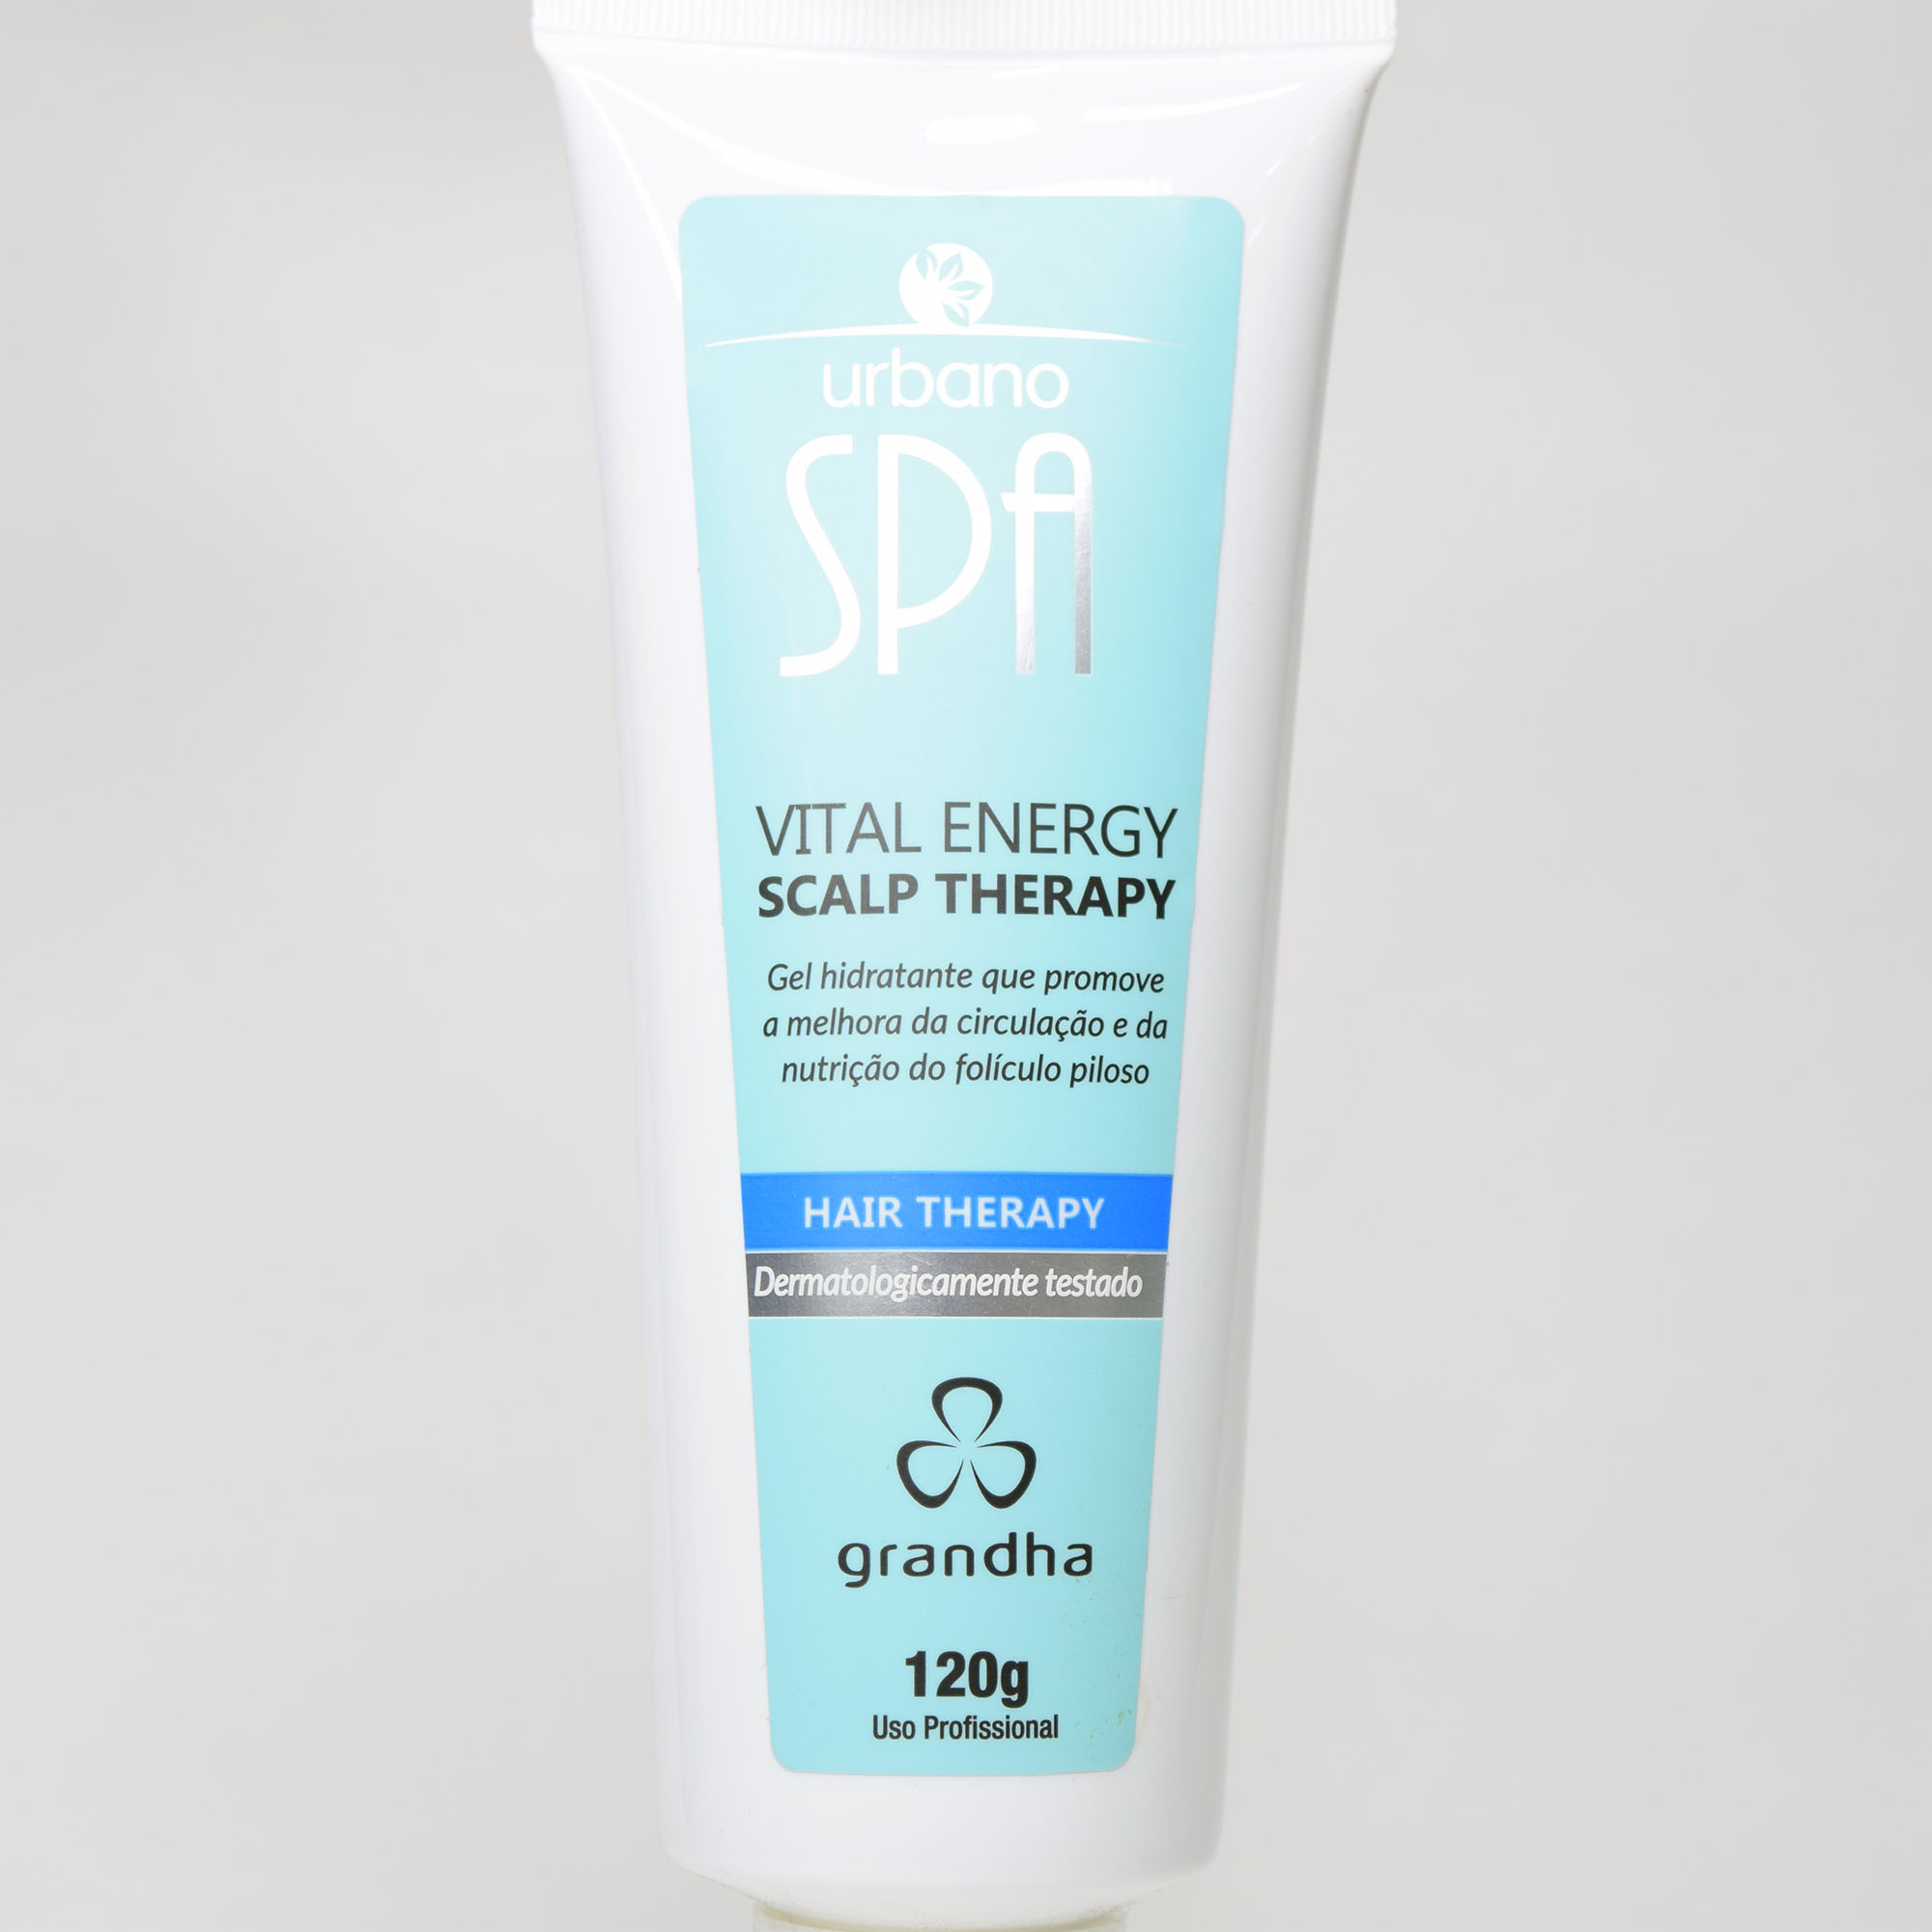 urbano
SPA
VITAL ENERGY
SCALP THERAPY
Gel hidratante que promove
a melhora da circulação e da
nutrição do folículo piloso
HAIR THERAPY
Dermatologicamente testado
grandha
120g
Uso Profissional